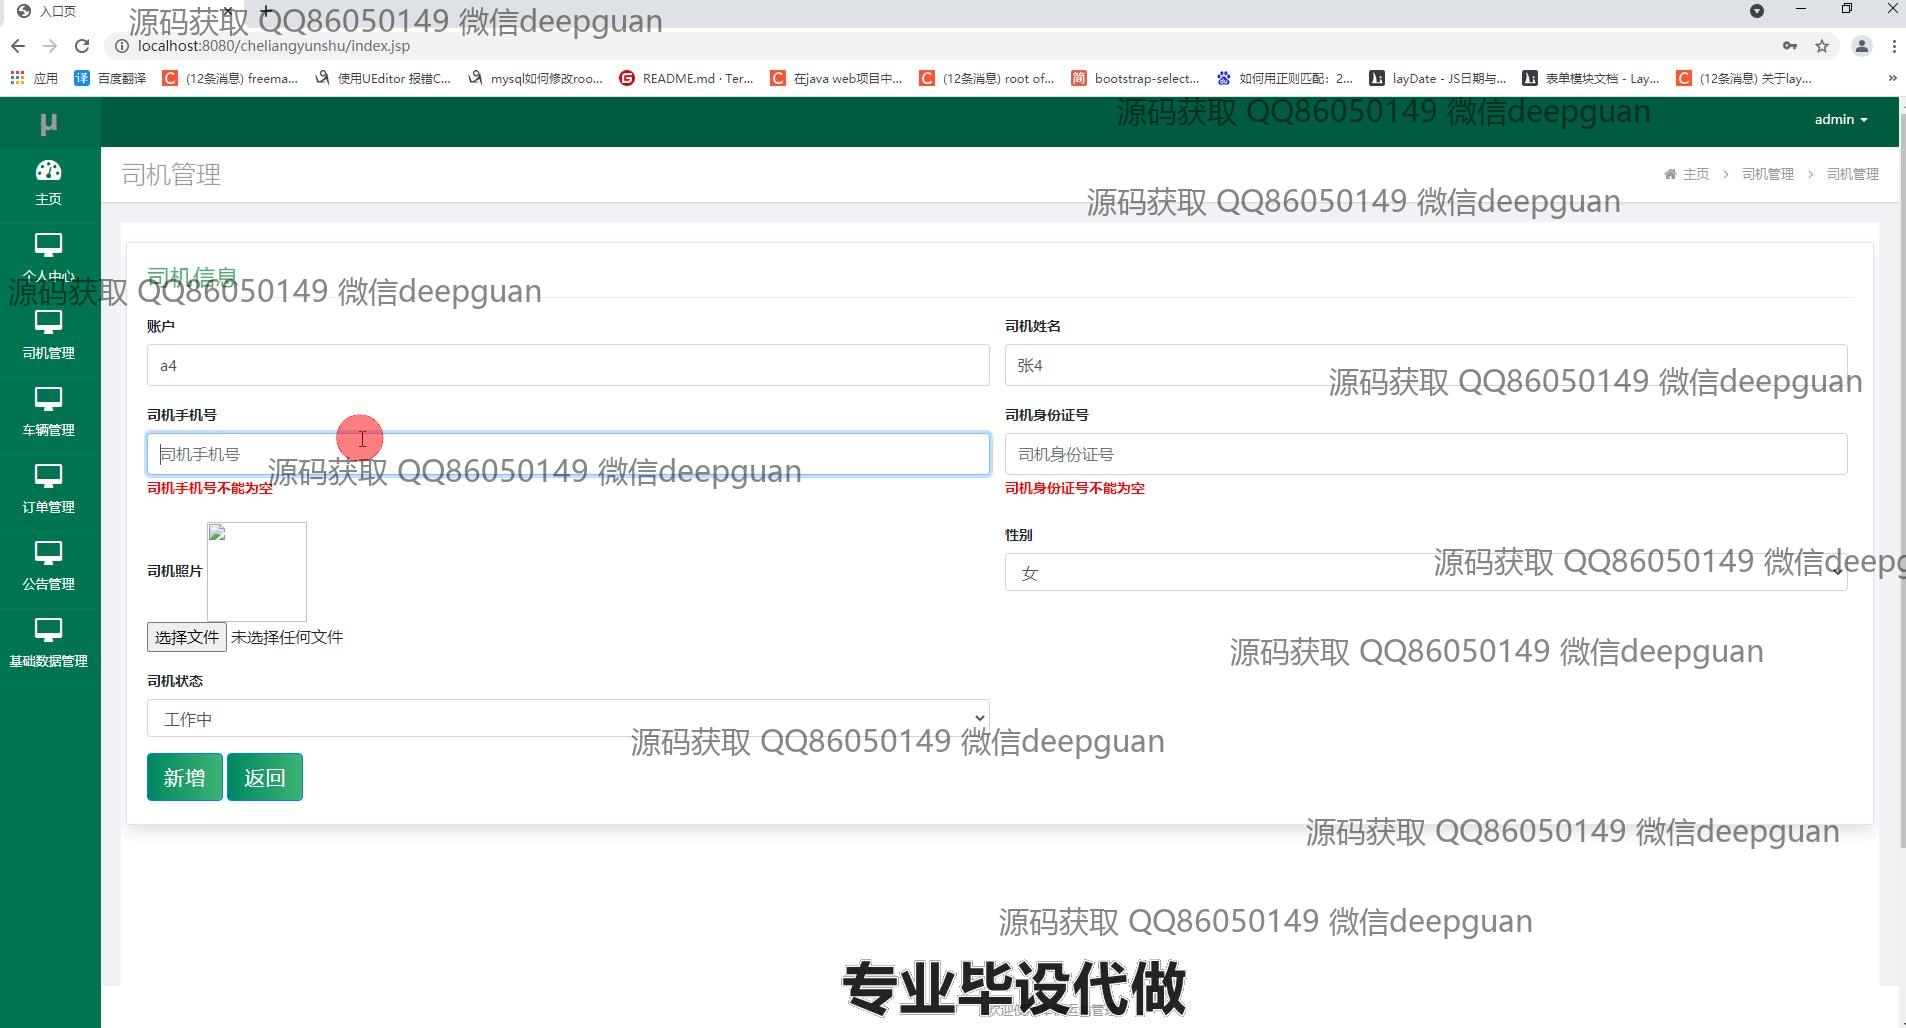 入口页
源码获取 QQ86050149 微信deepguan
localhost:8080/cheliangyunshu/index.jsp
应用
百度翻译
(12条消息) freema...
使用UEditor 报错C...
mysql如何修改roo...
README.md · Ter...
在java web项目中...
(12条消息) root of...
bootstrap-select...
如何用正则匹配：2...
layDate - JS日期与...
表单模块文档 - Lay...
(12条消息) 关于lay...
源码获取 QQ86050149 微信deepguan
admin
μ
主页
个人中心
司机管理
车辆管理
订单管理
公告管理
基础数据管理
司机管理
主页 > 司机管理 > 司机管理
源码获取 QQ86050149 微信deepguan
司机信息
源码获取 QQ86050149 微信deepguan
账户
a4
司机姓名
张4
源码获取 QQ86050149 微信deepguan
司机手机号
司机手机号
司机手机号不能为空
司机身份证号
司机身份证号
司机身份证号不能为空
源码获取 QQ86050149 微信deepguan
司机照片
选择文件 未选择任何文件
性别
女
源码获取 QQ86050149 微信deepg
源码获取 QQ86050149 微信deepguan
司机状态
工作中
源码获取 QQ86050149 微信deepguan
新增
返回
源码获取 QQ86050149 微信deepguan
源码获取 QQ86050149 微信deepguan
专业毕设代做